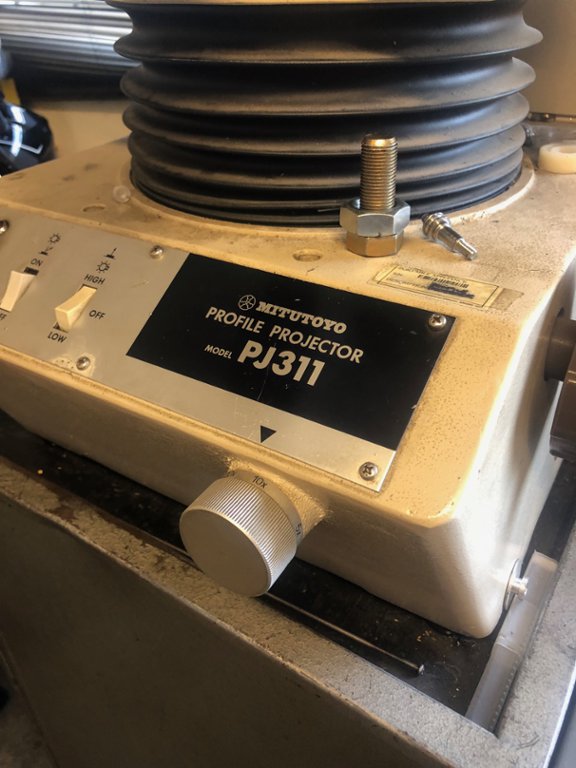 ON
HIGH
OFF
LOW
MITUTOYO
PROFILE PROJECTOR
MODEL PJ311
10x